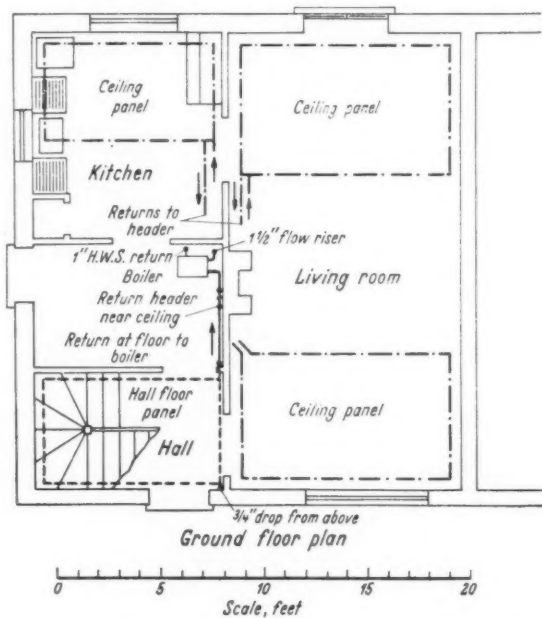 Ceiling
panel
Ceiling panel
Kitchen
Returns to
header
1 1/2" flow riser
1" H.W.S. return
Boiler
Living room
Return header
near ceiling
Return at floor to
boiler
Hall floor
panel
Hall
Ceiling panel
3/4" drop from above
Ground floor plan
0 5 10 15 20
Scale, feet